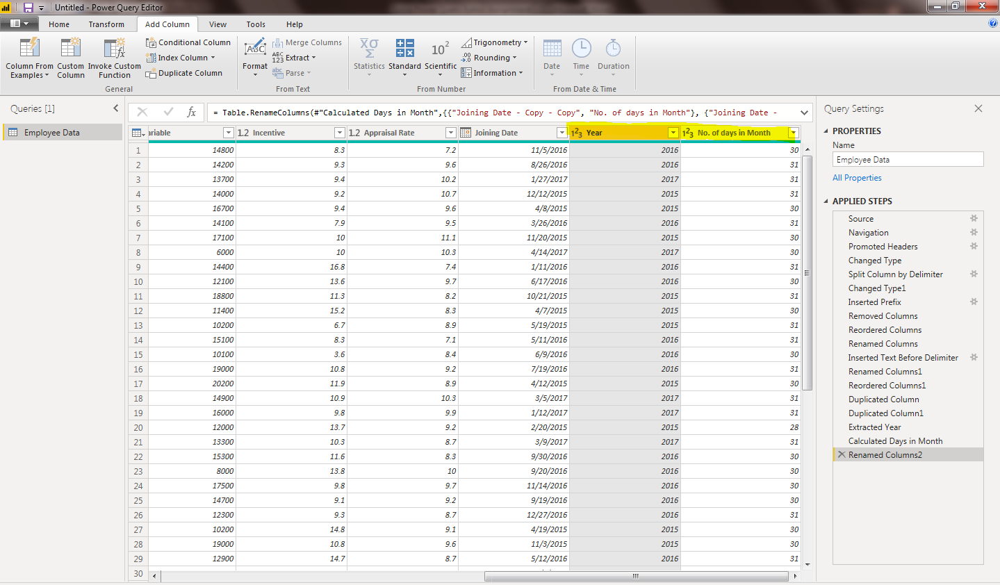 Untitled - Power Query Editor
Home Transform Add Column View Tools Help
Column From Examples
Custom Column
Invoke Custom Function
Conditional Column
Index Column
Duplicate Column
General
ABC
Format
Merge Columns
ABC 123 Extract
abc Parse
From Text
XΣσ
Statistics
Standard
10²
Scientific
Trigonometry
.00 Rounding
Information
From Number
Date
Time
Duration
From Date & Time
Queries [1]
Employee Data
fx
= Table.RenameColumns(#"Calculated Days in Month",{{"Joining Date - Copy - Copy", "No. of days in Month"}, {"Joining Date -
ariable 1.2 Incentive 1.2 Appraisal Rate Joining Date 123 Year 123 No. of days in Month
1 14800 8.3 7.2 11/5/2016 2016 30
2 14200 9.3 9.6 8/26/2016 2016 31
3 13700 9.4 10.2 1/27/2017 2017 31
4 14000 9.2 10.7 12/12/2015 2015 31
5 16700 9.4 9.6 4/8/2015 2015 30
6 14100 7.9 9.5 3/26/2016 2016 31
7 17100 10 11.1 11/20/2015 2015 30
8 6000 10 10.3 4/14/2017 2017 30
9 14400 16.8 7.4 1/11/2016 2016 31
10 12100 13.6 9.7 6/17/2016 2016 30
11 18800 11.3 8.2 10/21/2015 2015 31
12 11400 15.2 8.3 4/7/2015 2015 30
13 10200 6.7 8.9 5/19/2015 2015 31
14 15100 8.3 7.1 5/11/2016 2016 31
15 10100 3.6 8.4 6/9/2016 2016 30
16 19000 10.8 9.2 7/19/2016 2016 31
17 20200 11.9 8.9 4/12/2015 2015 30
18 14900 10.9 10.3 3/5/2017 2017 31
19 16000 9.8 9.9 1/12/2017 2017 31
20 12000 13.7 9.2 2/20/2015 2015 28
21 13300 10.3 8.7 3/9/2017 2017 31
22 15300 11.6 8.3 9/30/2016 2016 30
23 8000 13.8 10 9/20/2016 2016 30
24 17500 9.8 9.7 11/14/2016 2016 30
25 14700 9.1 9.2 9/19/2016 2016 30
26 12300 9.3 8.7 12/27/2016 2016 31
27 10200 14.8 9.1 4/19/2015 2015 30
28 19000 10.8 9.6 11/3/2015 2015 30
29 12900 14.7 8.7 5/12/2016 2016 31
30
Query Settings
PROPERTIES
Name
Employee Data
All Properties
APPLIED STEPS
Source
Navigation
Promoted Headers
Changed Type
Split Column by Delimiter
Changed Type1
Inserted Prefix
Removed Columns
Reordered Columns
Renamed Columns
Inserted Text Before Delimiter
Renamed Columns1
Reordered Columns1
Duplicated Column
Duplicated Column1
Extracted Year
Calculated Days in Month
Renamed Columns2